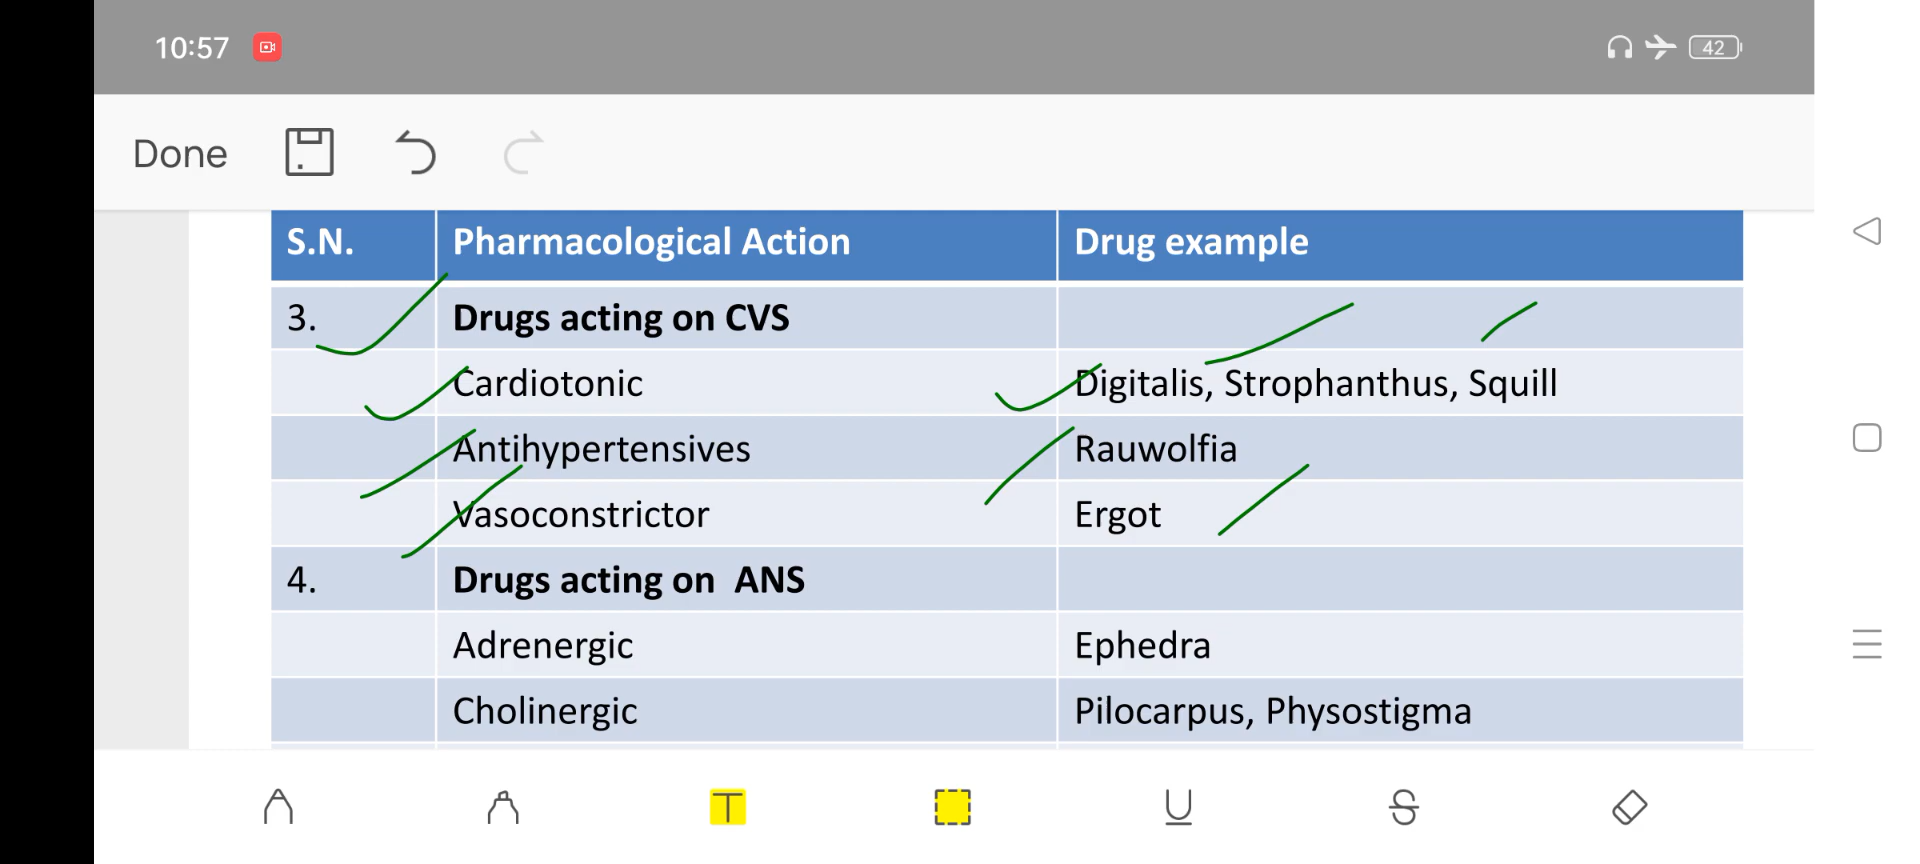 10:57 42
Done
S.N. Pharmacological Action Drug example
3. Drugs acting on CVS
Cardiotonic Digitalis, Strophanthus, Squill
Antihypertensives Rauwolfia
Vasoconstrictor Ergot
4. Drugs acting on ANS
Adrenergic Ephedra
Cholinergic Pilocarpus, Physostigma
T U S